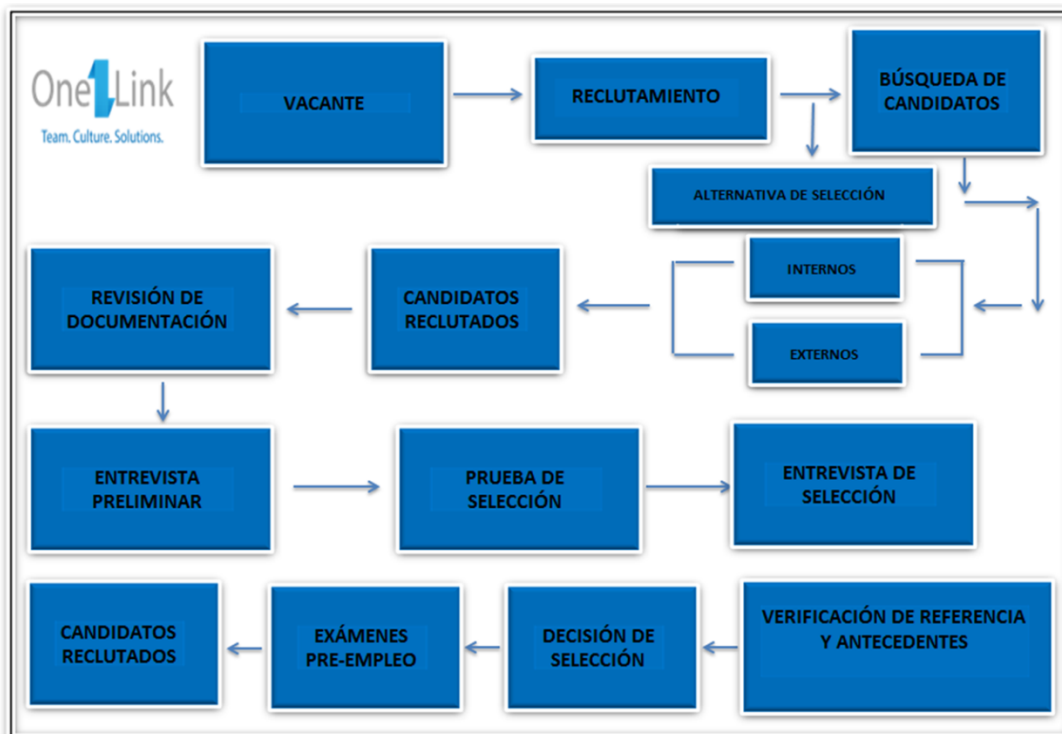 One Link
Team. Culture. Solutions.
VACANTE
RECLUTAMIENTO
BÚSQUEDA DE
CANDIDATOS
ALTERNATIVA DE SELECCIÓN
INTERNOS
EXTERNOS
CANDIDATOS
RECLUTADOS
REVISIÓN DE
DOCUMENTACIÓN
ENTREVISTA
PRELIMINAR
PRUEBA DE
SELECCIÓN
ENTREVISTA DE
SELECCIÓN
VERIFICACIÓN DE REFERENCIA
Y ANTECEDENTES
DECISIÓN DE
SELECCIÓN
EXÁMENES
PRE-EMPLEO
CANDIDATOS
RECLUTADOS